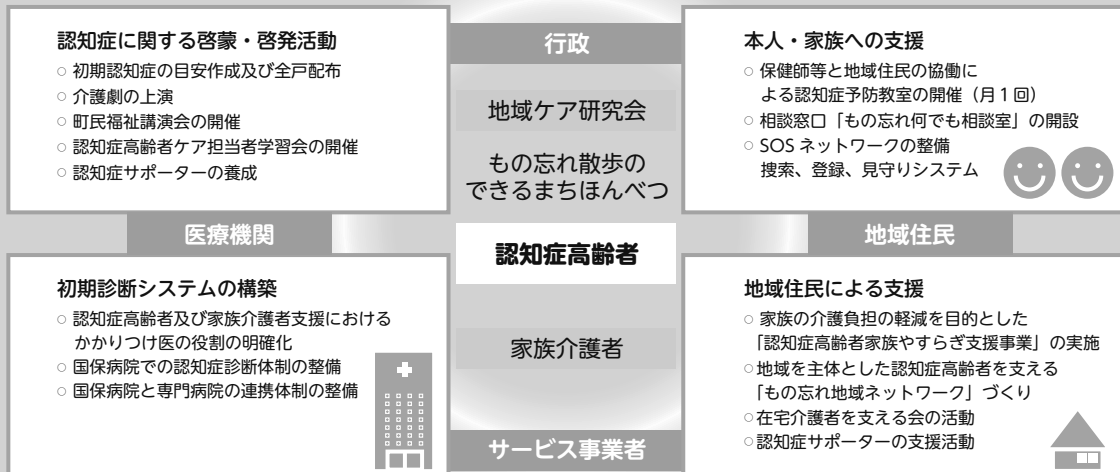 認知症に関する啓蒙・啓発活動
○ 初期認知症の目安作成及び全戸配布
○ 介護劇の上演
○ 町民福祉講演会の開催
○ 認知症高齢者ケア担当者学習会の開催
○ 認知症サポーターの養成
行政
地域ケア研究会
もの忘れ散歩の
できるまちほんべつ
認知症高齢者
家族介護者
サービス事業者
本人・家族への支援
○ 保健師等と地域住民の協働に
よる認知症予防教室の開催（月1回）
○ 相談窓口「もの忘れ何でも相談室」の開設
○ SOS ネットワークの整備
捜索、登録、見守りシステム
医療機関
初期診断システムの構築
○ 認知症高齢者及び家族介護者支援における
かかりつけ医の役割の明確化
○ 国保病院での認知症診断体制の整備
○ 国保病院と専門病院の連携体制の整備
地域住民
地域住民による支援
○ 家族の介護負担の軽減を目的とした
「認知症高齢者家族やすらぎ支援事業」の実施
○地域を主体とした認知症高齢者を支える
「もの忘れ地域ネットワーク」づくり
○在宅介護者を支える会の活動
○認知症サポーターの支援活動